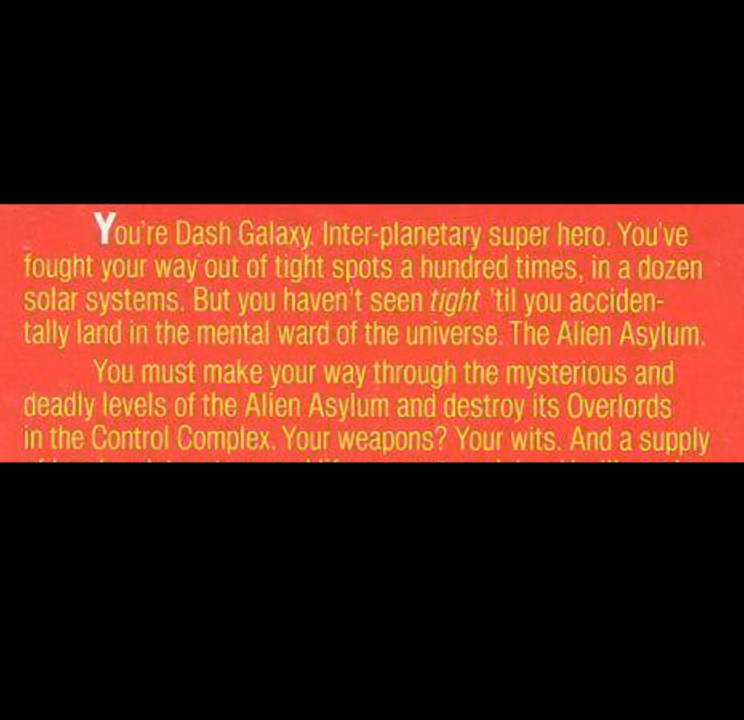 You're Dash Galaxy. Inter-planetary super hero. You've
fought your way out of tight spots a hundred times, in a dozen
solar systems. But you haven't seen tight 'til you acciden-
tally land in the mental ward of the universe. The Alien Asylum.
You must make your way through the mysterious and
deadly levels of the Alien Asylum and destroy its Overlords
in the Control Complex. Your weapons? Your wits. And a supply